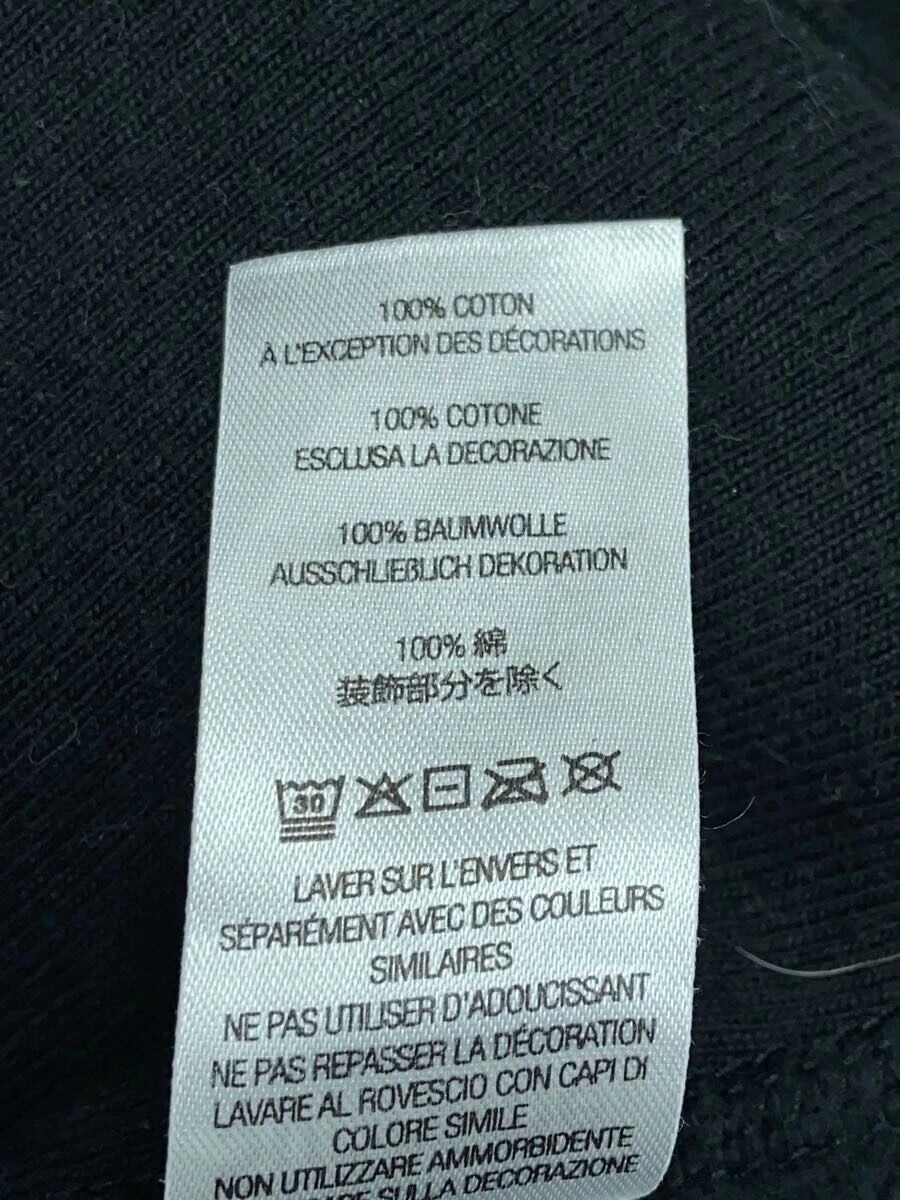 100% COTON
À L'EXCEPTION DES DÉCORATIONS
100% COTONE
ESCLUSA LA DECORAZIONE
100% BAUMWOLLE
AUSSCHLIEßLICH DEKORATION
100% 綿
装飾部分を除く
30
LAVER SUR L'ENVERS ET
SÉPARÉMENT AVEC DES COULEURS
SIMILAIRES
NE PAS UTILISER D'ADOUCISSANT
NE PAS REPASSER LA DÉCORATION
LAVARE AL ROVESCIO CON CAPI DI
COLORE SIMILE
NON UTILIZZARE AMMORBIDENTE
SULLA DECORAZIONE